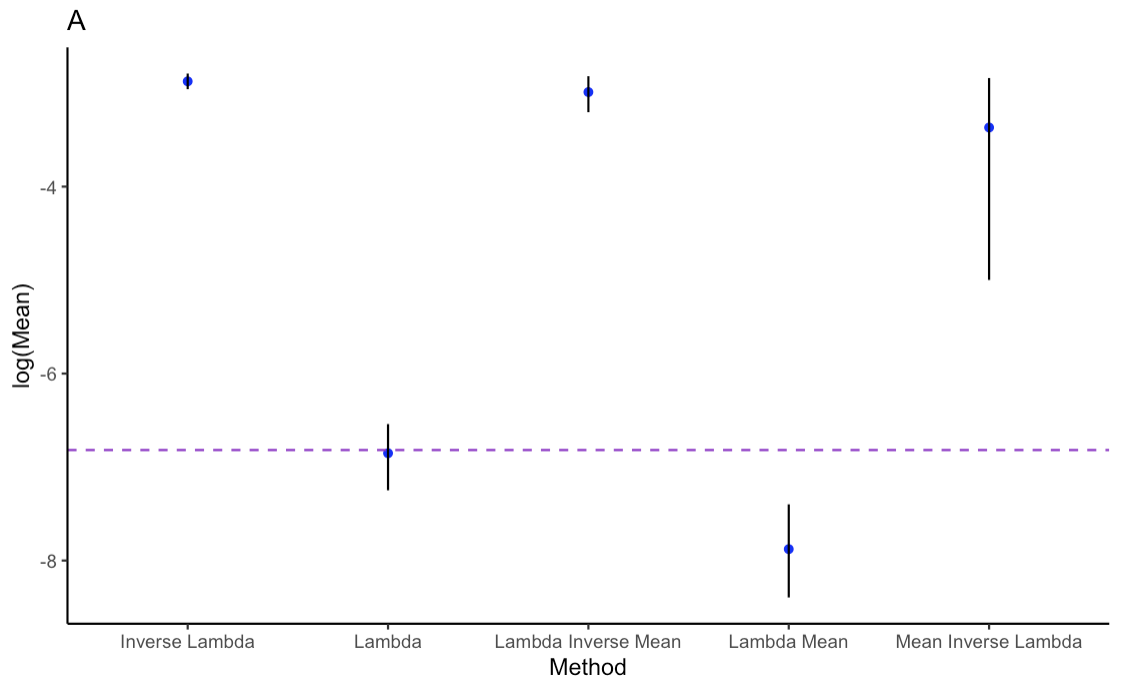 A
log(Mean)
-4
-6
-8
Inverse Lambda
Lambda
Lambda Inverse Mean
Lambda Mean
Mean Inverse Lambda
Method